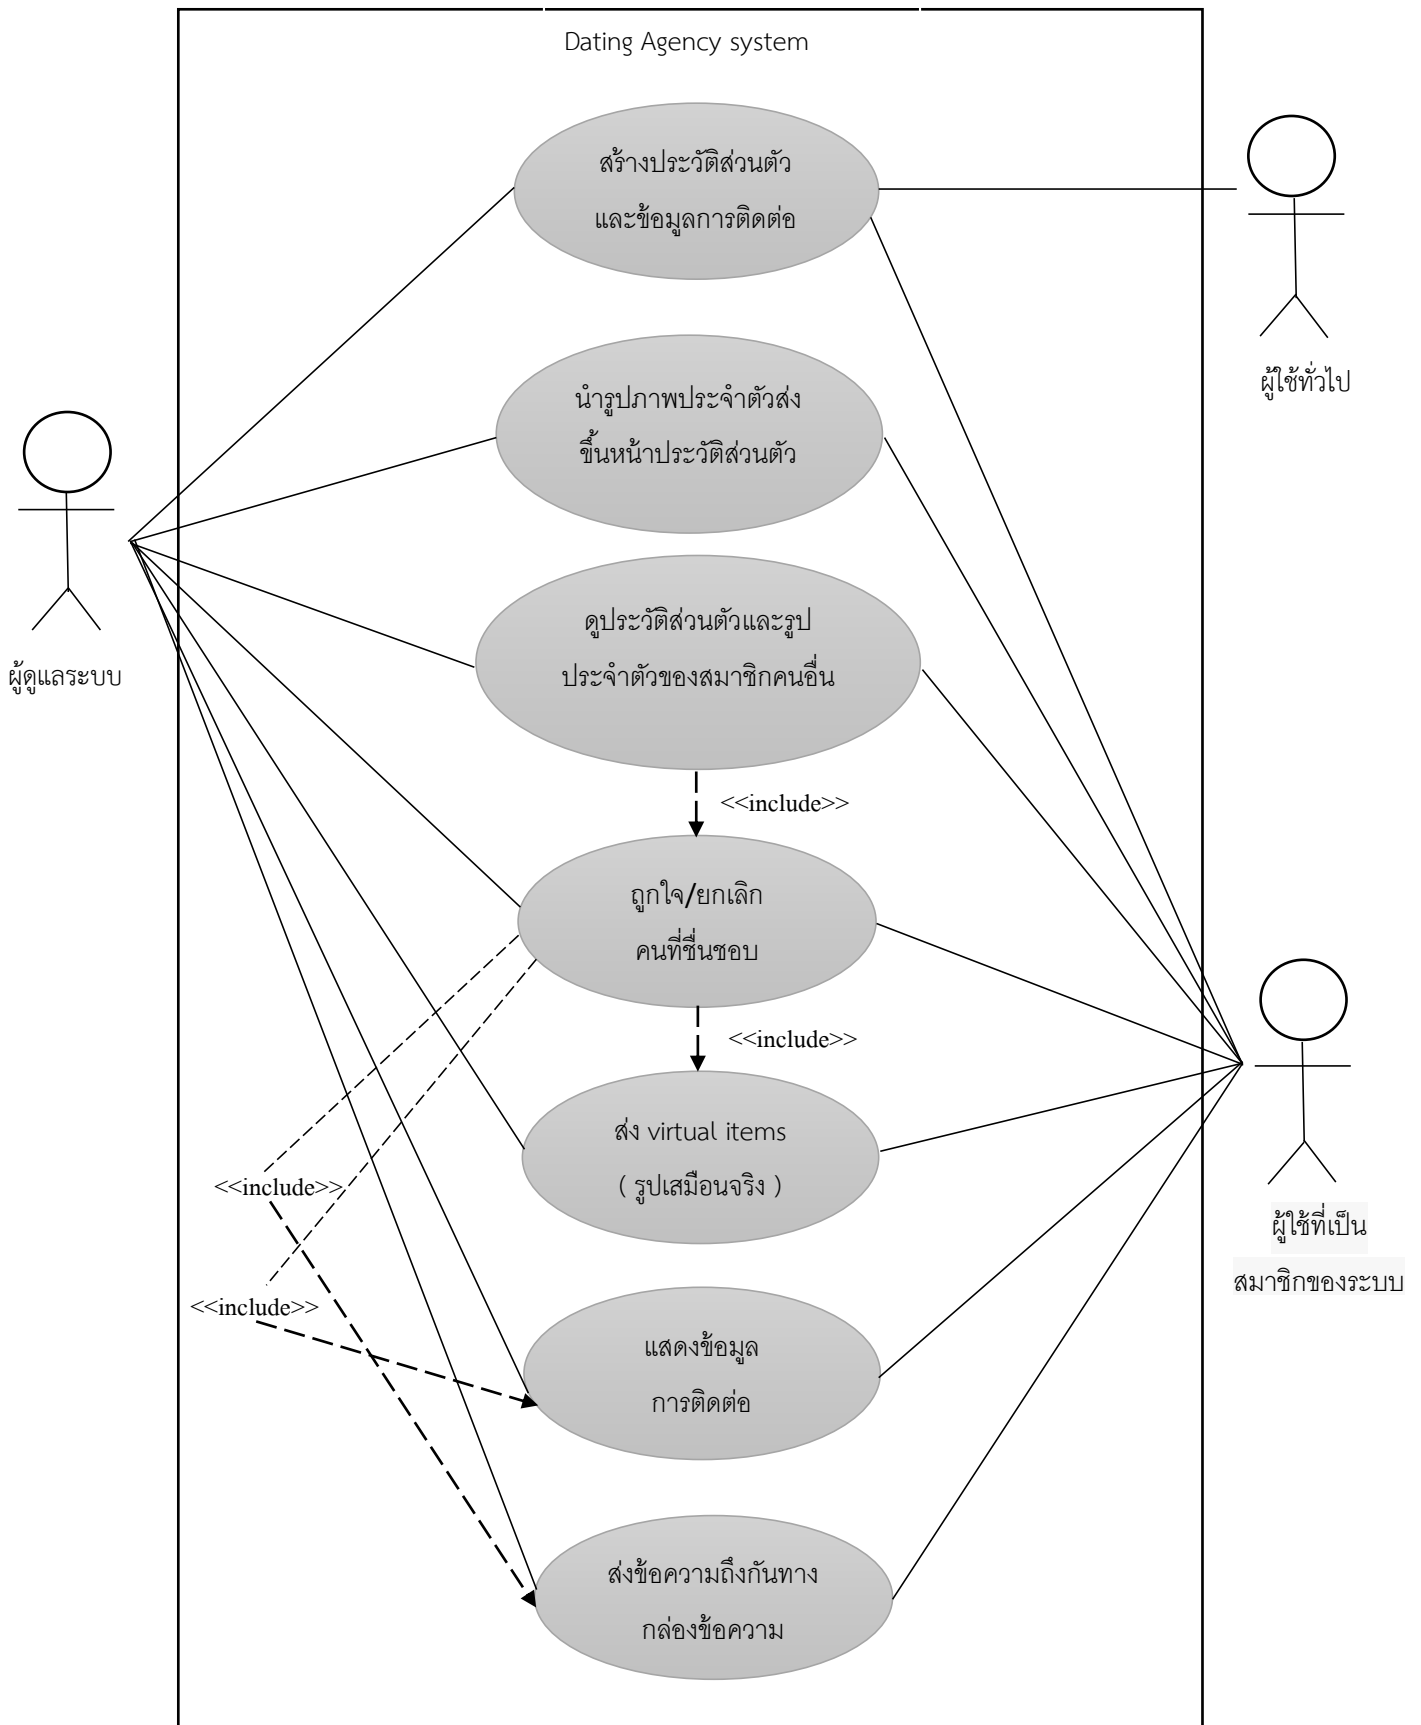 Dating Agency system
สร้างประวัติส่วนตัว
และข้อมูลการติดต่อ
ผู้ใช้ทั่วไป
นำรูปภาพประจำตัวส่ง
ขึ้นหน้าประวัติส่วนตัว
ดูประวัติส่วนตัวและรูป
ประจำตัวของสมาชิกคนอื่น
ผู้ดูแลระบบ
<<include>>
ถูกใจ/ยกเลิก
คนที่ชื่นชอบ
<<include>>
ส่ง virtual items
( รูปเสมือนจริง )
<<include>>
ผู้ใช้ที่เป็น
สมาชิกของระบบ
<<include>>
แสดงข้อมูล
การติดต่อ
ส่งข้อความถึงกันทาง
กล่องข้อความ